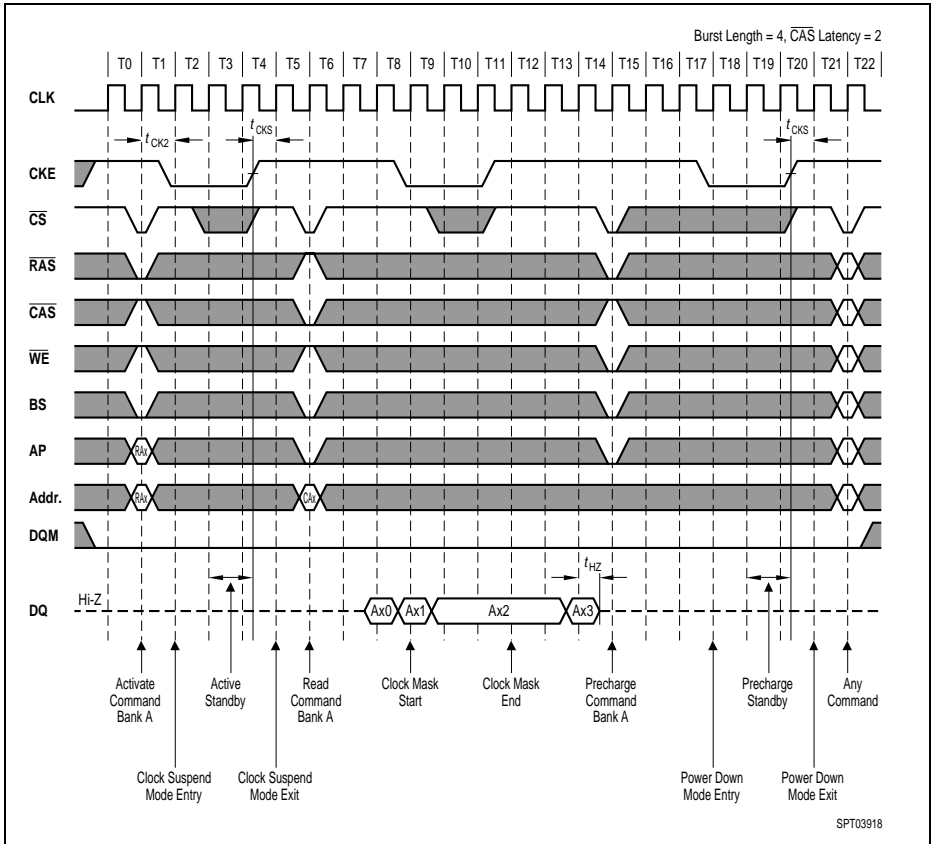 Burst Length = 4, CAS Latency = 2
T0 T1 T2 T3 T4 T5 T6 T7 T8 T9 T10 T11 T12 T13 T14 T15 T16 T17 T18 T19 T20 T21 T22
CLK
tCK2 tCKS tCKS
CKE
CS
RAS
CAS
WE
BS
AP RAx
Addr. RAx CAx
DQM
tHZ
DQ Hi-Z Ax0 Ax1 Ax2 Ax3
Activate Command Bank A
Active Standby
Read Command Bank A
Clock Mask Start
Clock Mask End
Precharge Command Bank A
Precharge Standby
Any Command
Clock Suspend Mode Entry
Clock Suspend Mode Exit
Power Down Mode Entry
Power Down Mode Exit
SPT03918